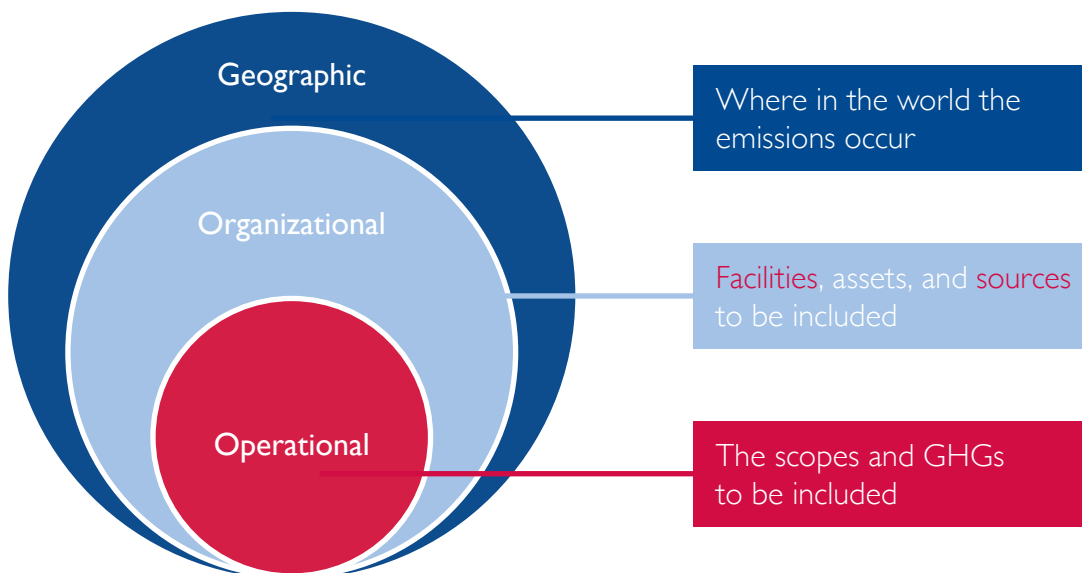 Geographic
Where in the world the
emissions occur
Organizational
Facilities, assets, and sources
to be included
Operational
The scopes and GHGs
to be included